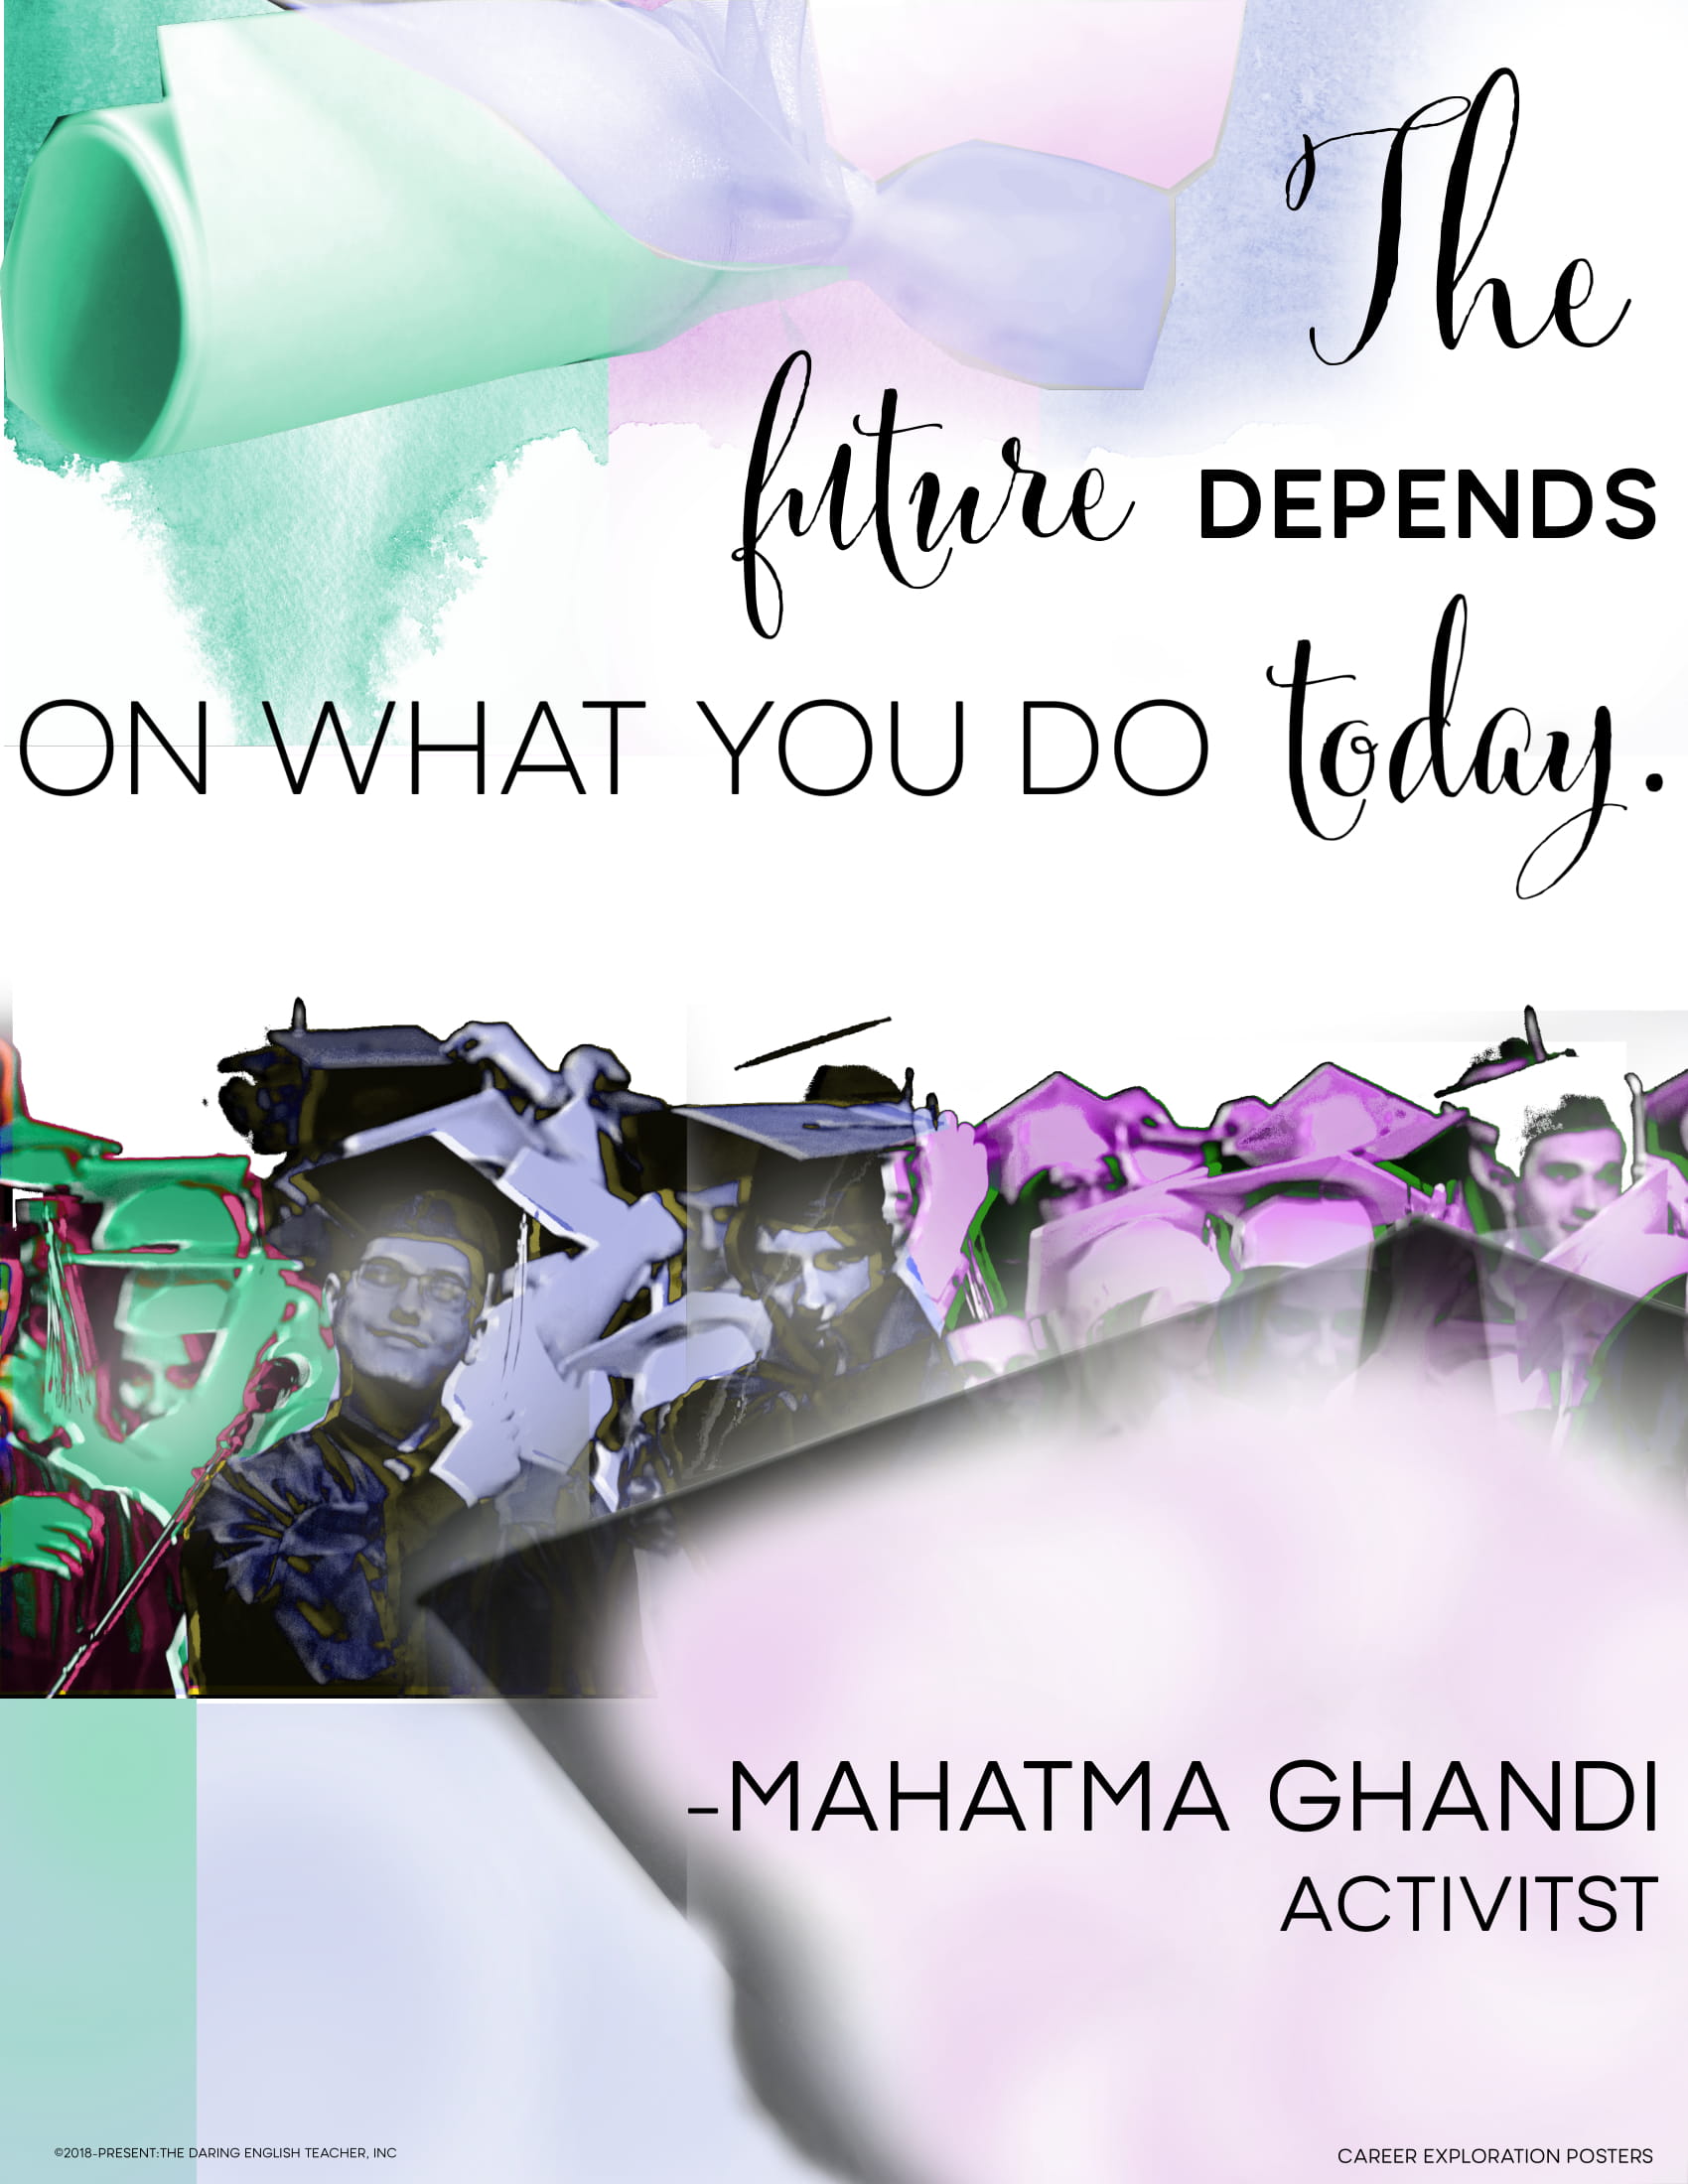 The
future DEPENDS
ON WHAT YOU DO today.
-MAHATMA GHANDI
ACTIVITST
©2018-PRESENT:THE DARING ENGLISH TEACHER, INC
CAREER EXPLORATION POSTERS